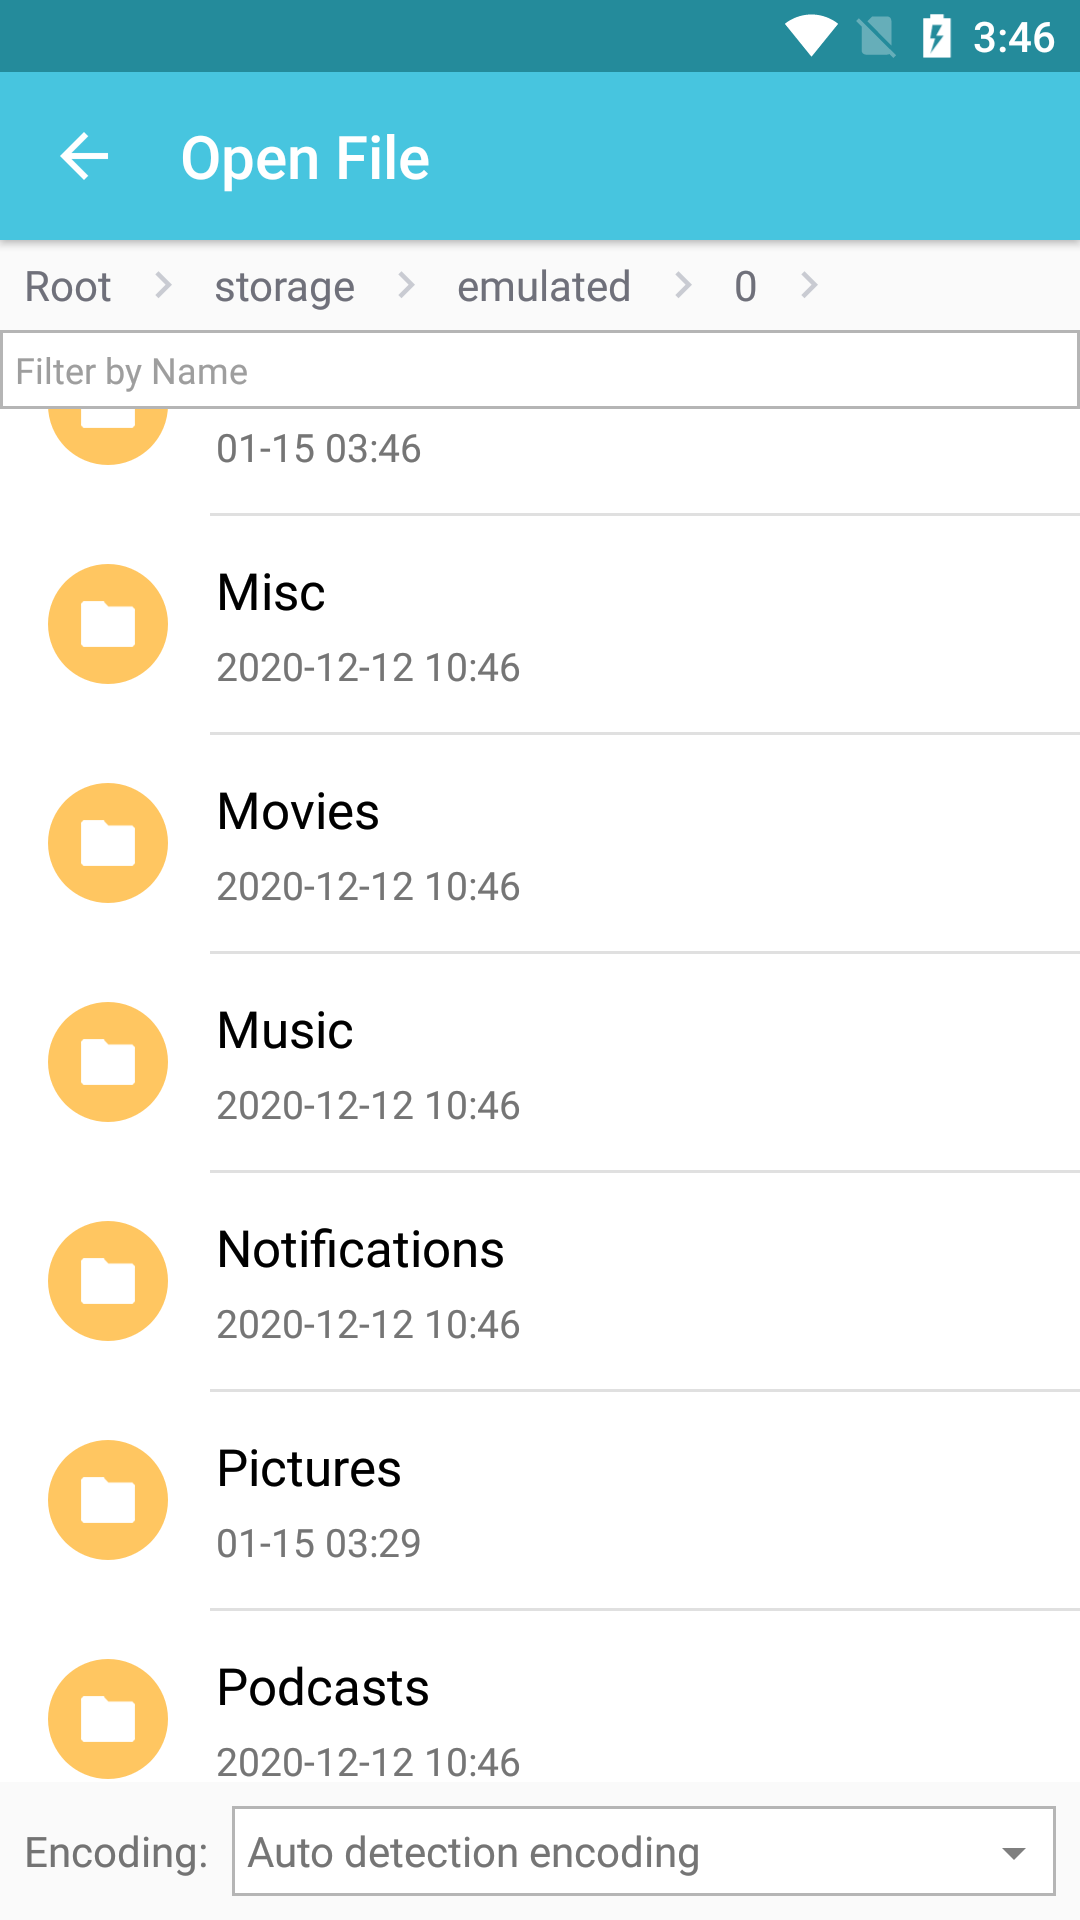 3:46
Open File
Root storage emulated 0
Filter by Name
01-15 03:46
Misc
2020-12-12 10:46
Movies
2020-12-12 10:46
Music
2020-12-12 10:46
Notifications
2020-12-12 10:46
Pictures
01-15 03:29
Podcasts
2020-12-12 10:46
Encoding: Auto detection encoding